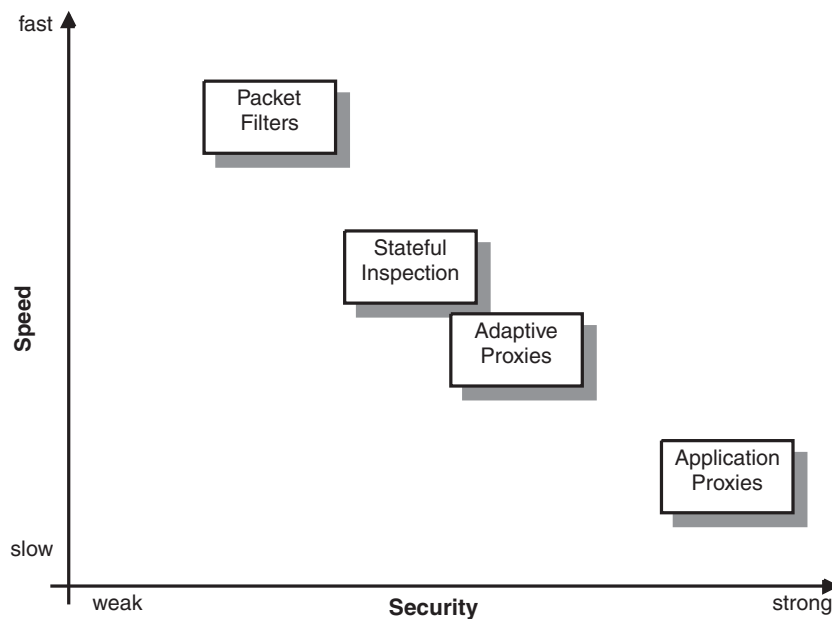 fast
Packet
Filters
Stateful
Inspection
Adaptive
Proxies
Speed
Application
Proxies
slow
weak
Security
strong